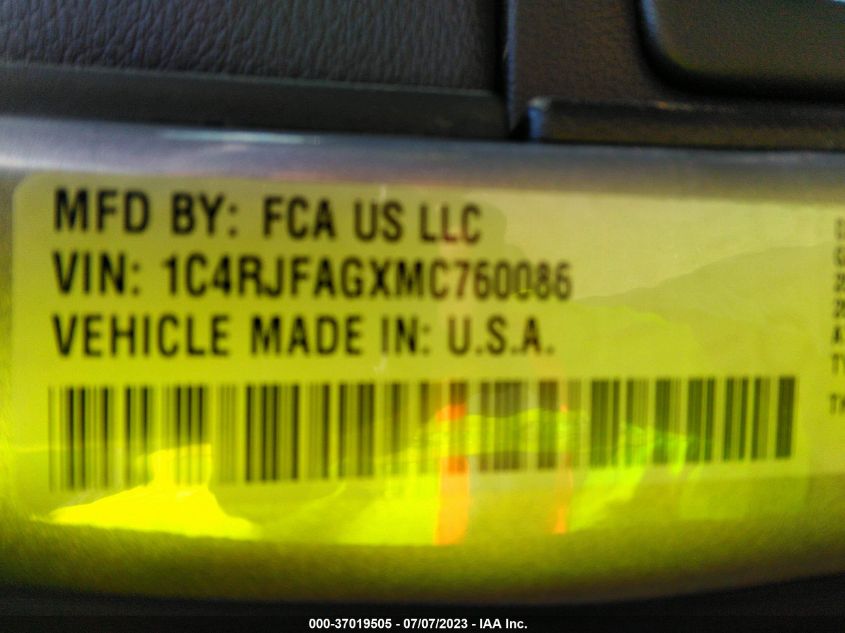 MFD BY: FCA US LLC
VIN: 1C4RJFAGXMC760086
VEHICLE MADE IN: U.S.A.
000-37019505 - 07/07/2023 - IAA Inc.